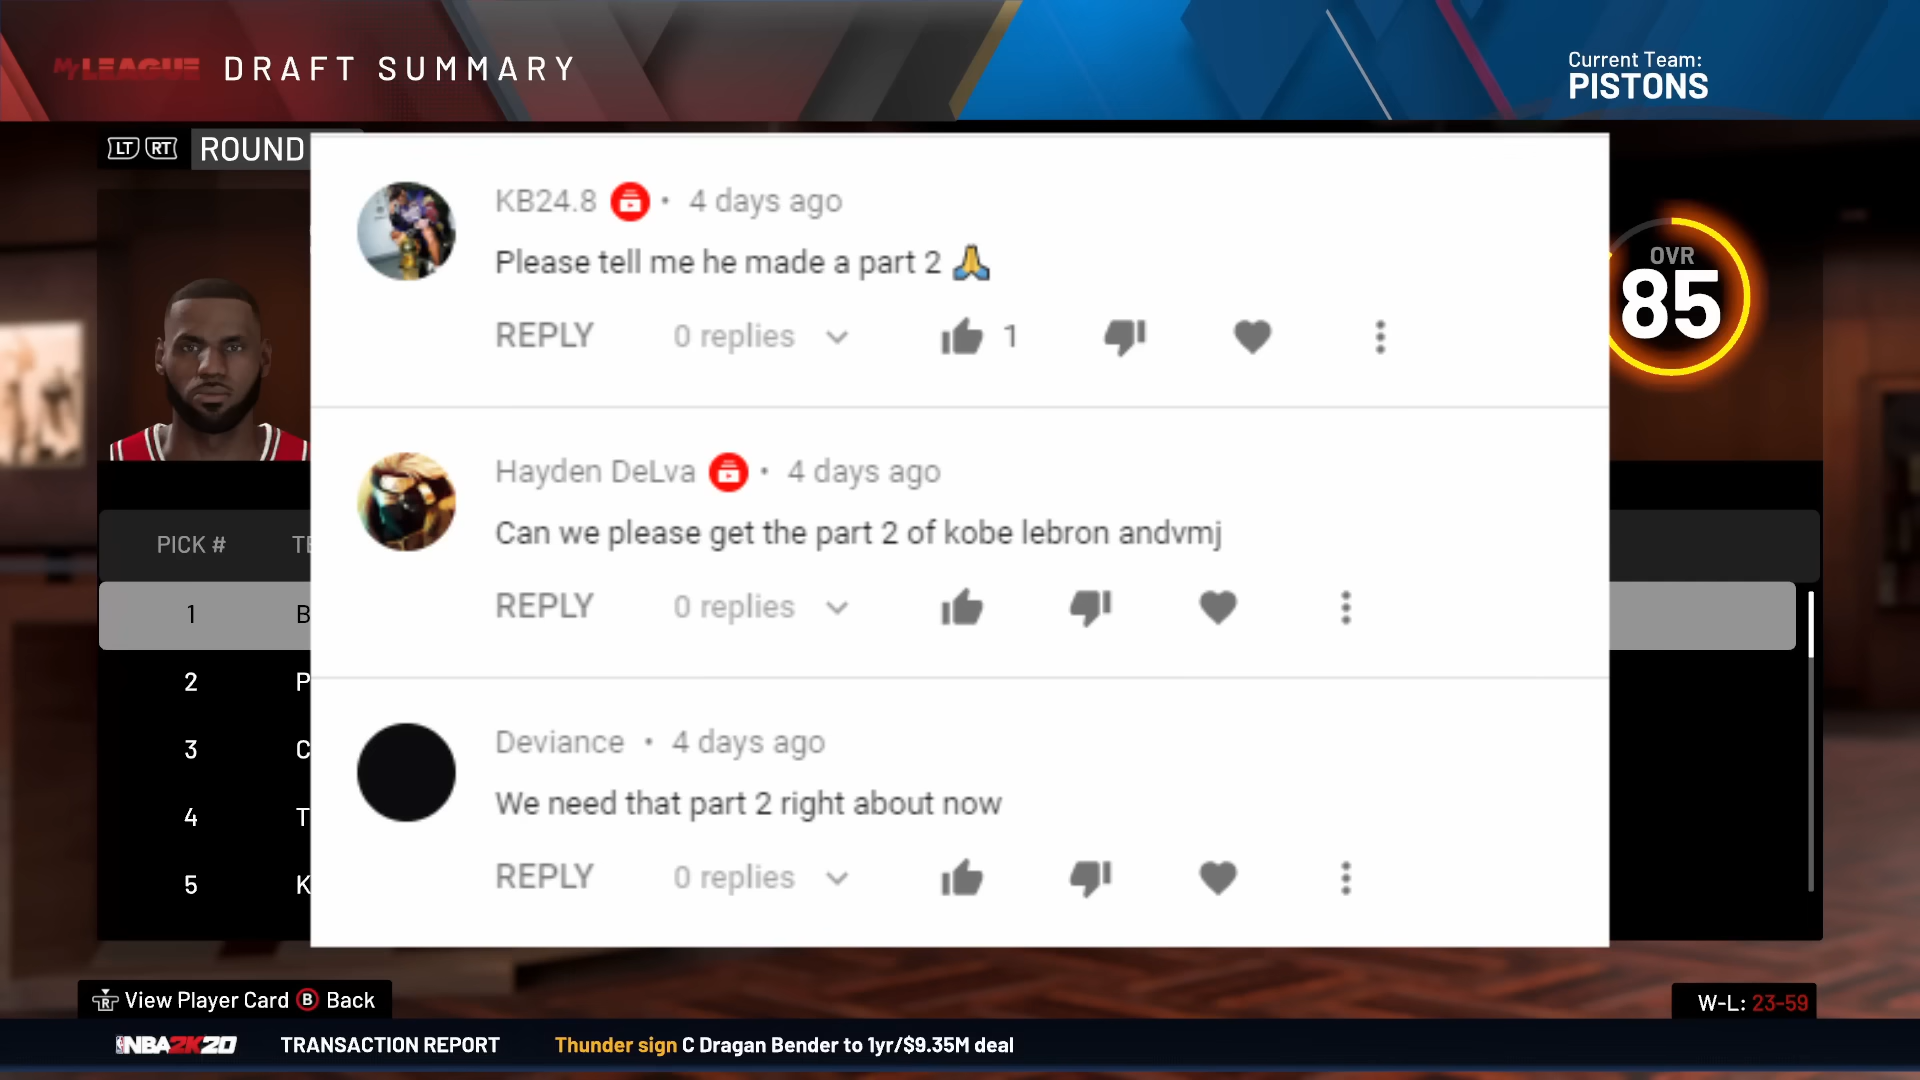 MyLEAGUE DRAFT SUMMARY
Current Team:
PISTONS
LT RT ROUND
KB24.8 • 4 days ago
Please tell me he made a part 2 🙏
REPLY 0 replies 1
OVR
85
Hayden DeLva • 4 days ago
Can we please get the part 2 of kobe lebron andvmj
REPLY 0 replies
PICK #
1 B
2 P
3 C
4 T
5 K
Deviance • 4 days ago
We need that part 2 right about now
REPLY 0 replies
R View Player Card B Back
W-L: 23-59
NBA 2K20 TRANSACTION REPORT Thunder sign C Dragan Bender to 1yr/$9.35M deal